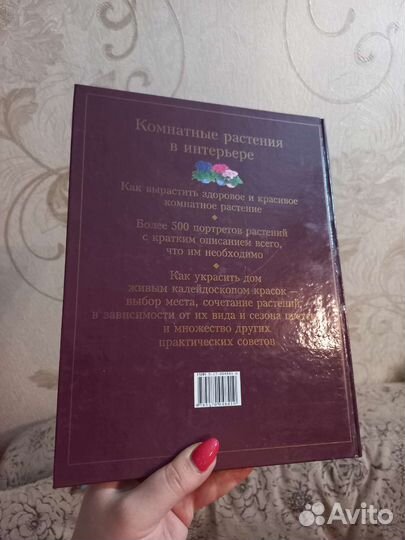 Комнатные растения
в интерьере
Как вырастить здоровое и красивое
комнатное растение
Более 500 портретов растений
с кратким описанием всего,
что им необходимо
Как украсить дом
живым калейдоскопом красок —
выбор места, сочетание растений
в зависимости от их вида и сезона
и множество других
практических советов
ISBN
Avito